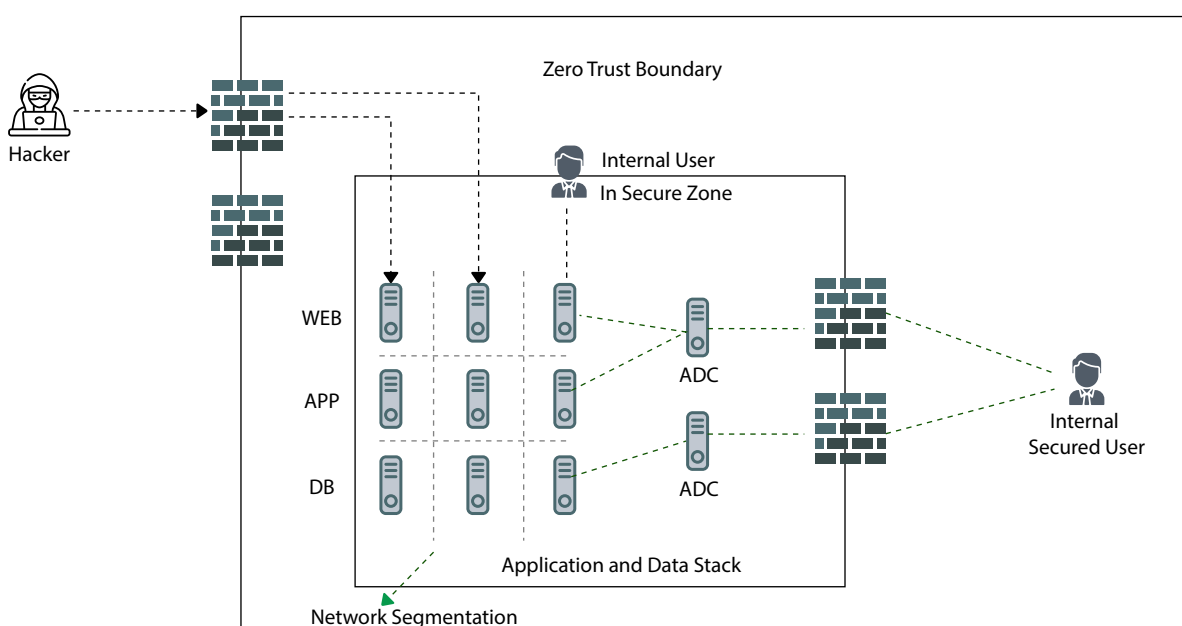 Zero Trust Boundary
Hacker
Internal User
In Secure Zone
WEB
ADC
APP
Internal
Secured User
DB
ADC
Application and Data Stack
Network Segmentation